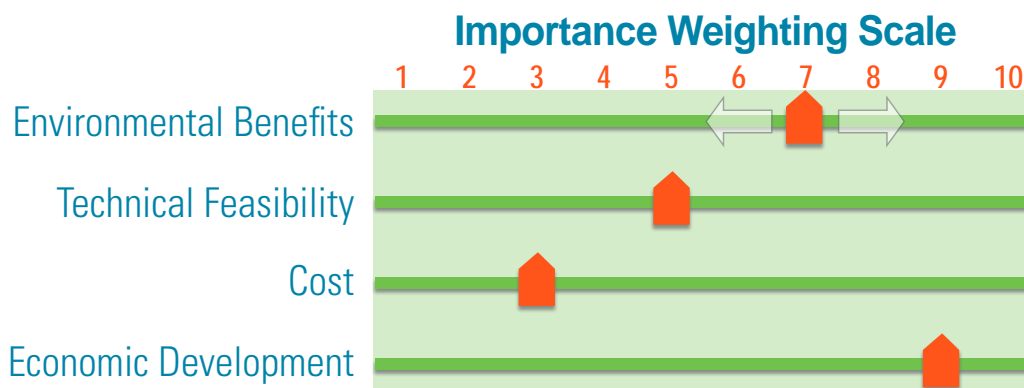 Importance Weighting Scale
1 2 3 4 5 6 7 8 9 10
Environmental Benefits
Technical Feasibility
Cost
Economic Development